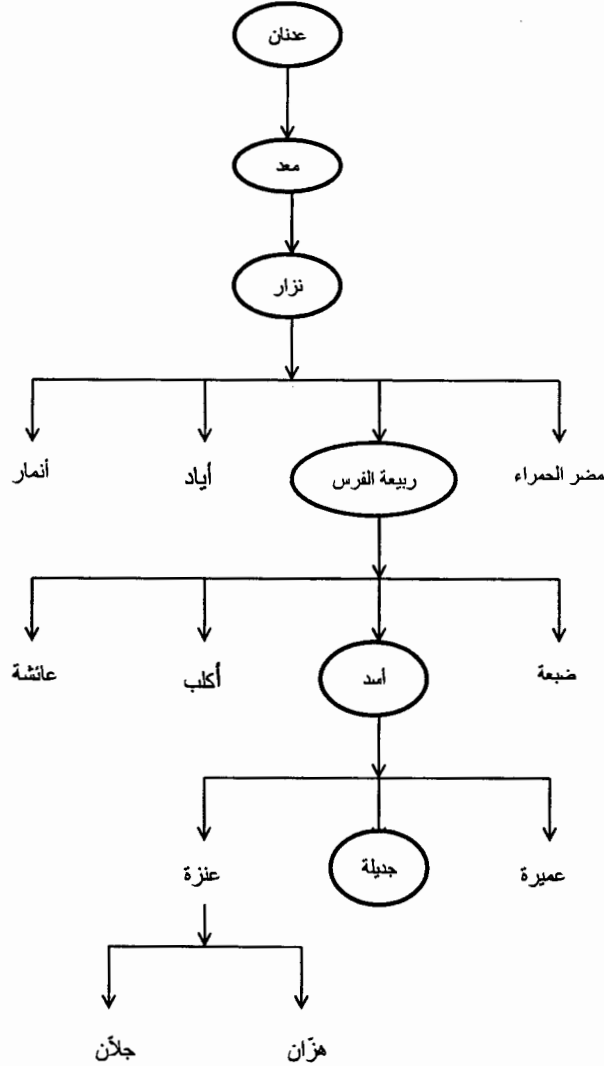 عدنان
معد
نزار
مضر الحمراء
ربيعة الفرس
أياد
أنمار
ضبعة
أسد
أكلب
عائشة
عميرة
جديلة
عنزة
هزّان
جلاّن